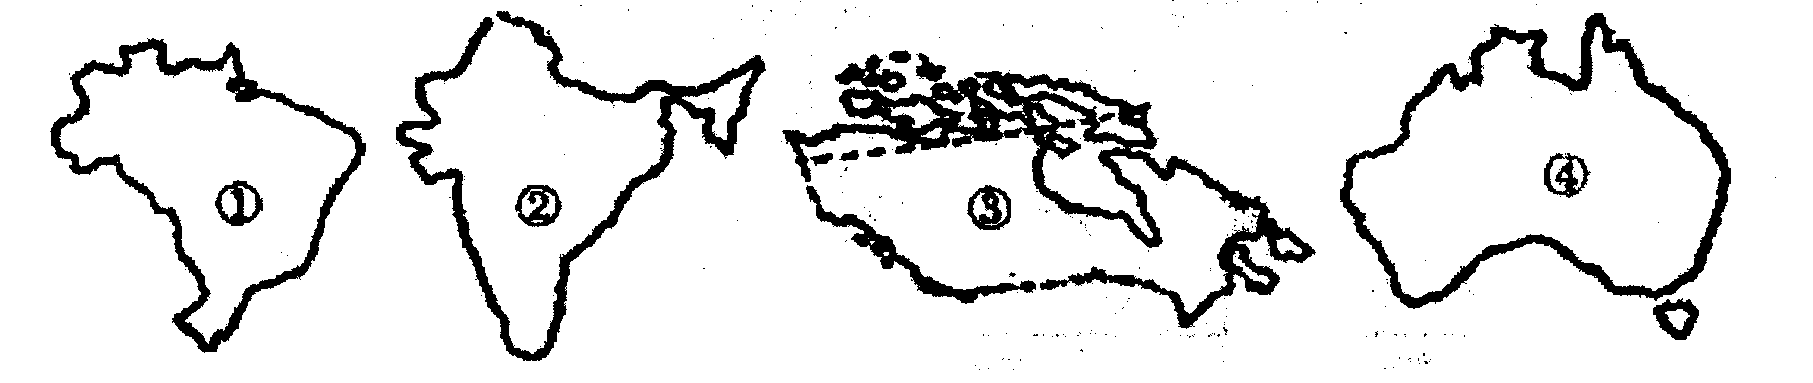 ① ② ③ ④